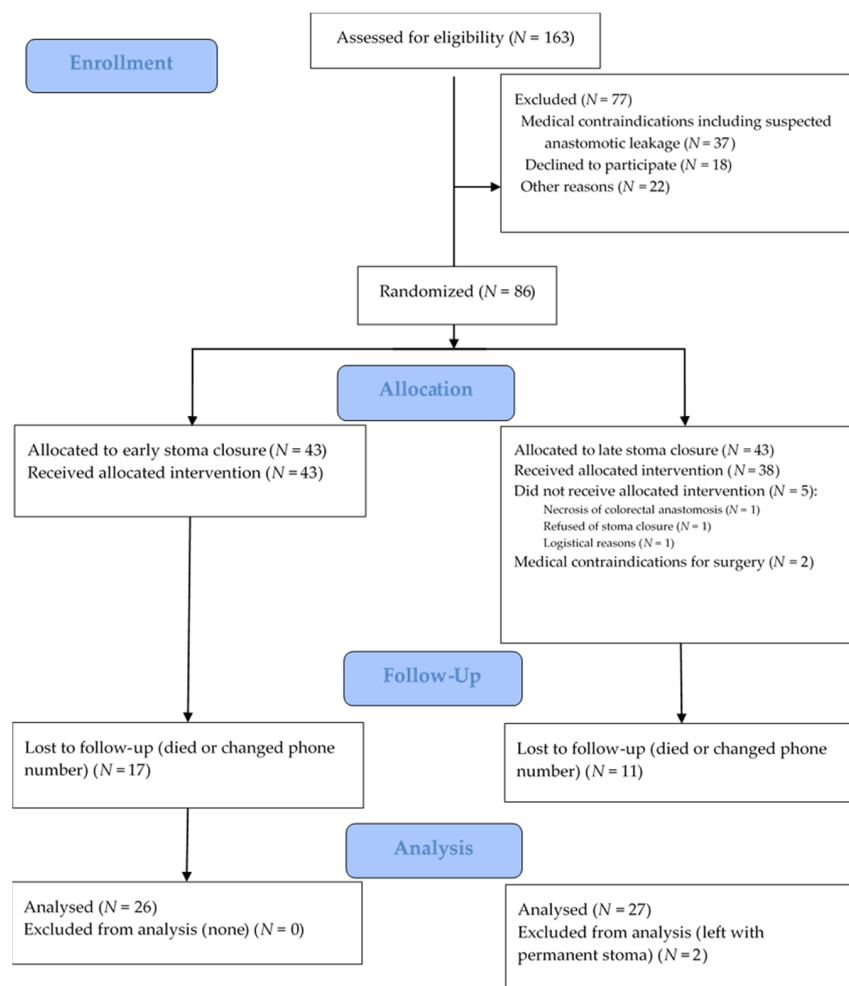 Enrollment
Assessed for eligibility (N = 163)
Excluded (N = 77)
Medical contraindications including suspected
anastomotic leakage (N = 37)
Declined to participate (N = 18)
Other reasons (N = 22)
Randomized (N = 86)
Allocation
Allocated to early stoma closure (N = 43)
Received allocated intervention (N = 43)
Allocated to late stoma closure (N = 43)
Received allocated intervention (N = 38)
Did not receive allocated intervention (N = 5):
Necrosis of colorectal anastomosis (N = 1)
Refused of stoma closure (N = 1)
Logistical reasons (N = 1)
Medical contraindications for surgery (N = 2)
Follow-Up
Lost to follow-up (died or changed phone
number) (N = 17)
Lost to follow-up (died or changed phone
number) (N = 11)
Analysis
Analysed (N = 26)
Excluded from analysis (none) (N = 0)
Analysed (N = 27)
Excluded from analysis (left with
permanent stoma) (N = 2)